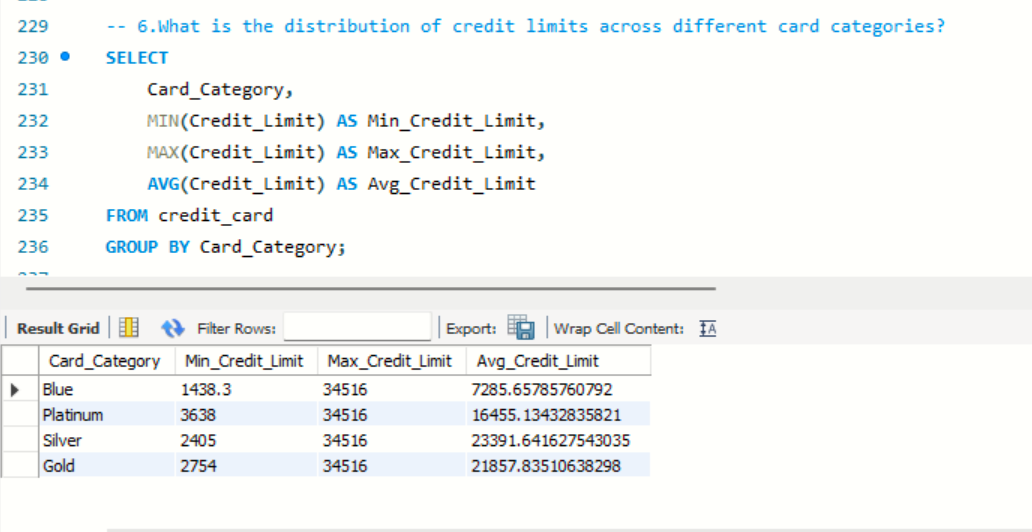 229 -- 6.What is the distribution of credit limits across different card categories?
230 SELECT
231 Card_Category,
232 MIN(Credit_Limit) AS Min_Credit_Limit,
233 MAX(Credit_Limit) AS Max_Credit_Limit,
234 AVG(Credit_Limit) AS Avg_Credit_Limit
235 FROM credit_card
236 GROUP BY Card_Category;
Result Grid Filter Rows: Export: Wrap Cell Content:
Card_Category Min_Credit_Limit Max_Credit_Limit Avg_Credit_Limit
Blue 1438.3 34516 7285.65785760792
Platinum 3638 34516 16455.13432835821
Silver 2405 34516 23391.641627543035
Gold 2754 34516 21857.83510638298